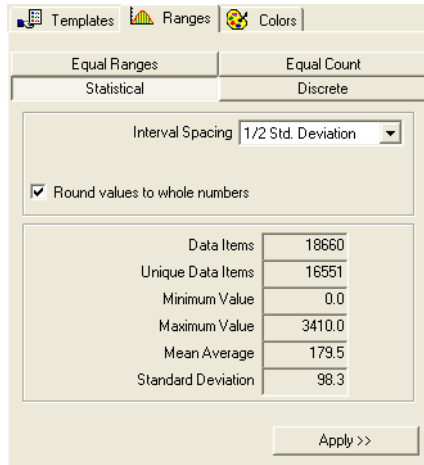 Templates Ranges Colors
Equal Ranges Equal Count
Statistical Discrete
Interval Spacing 1/2 Std. Deviation
Round values to whole numbers
Data Items 18660
Unique Data Items 16551
Minimum Value 0.0
Maximum Value 3410.0
Mean Average 179.5
Standard Deviation 98.3
Apply >>